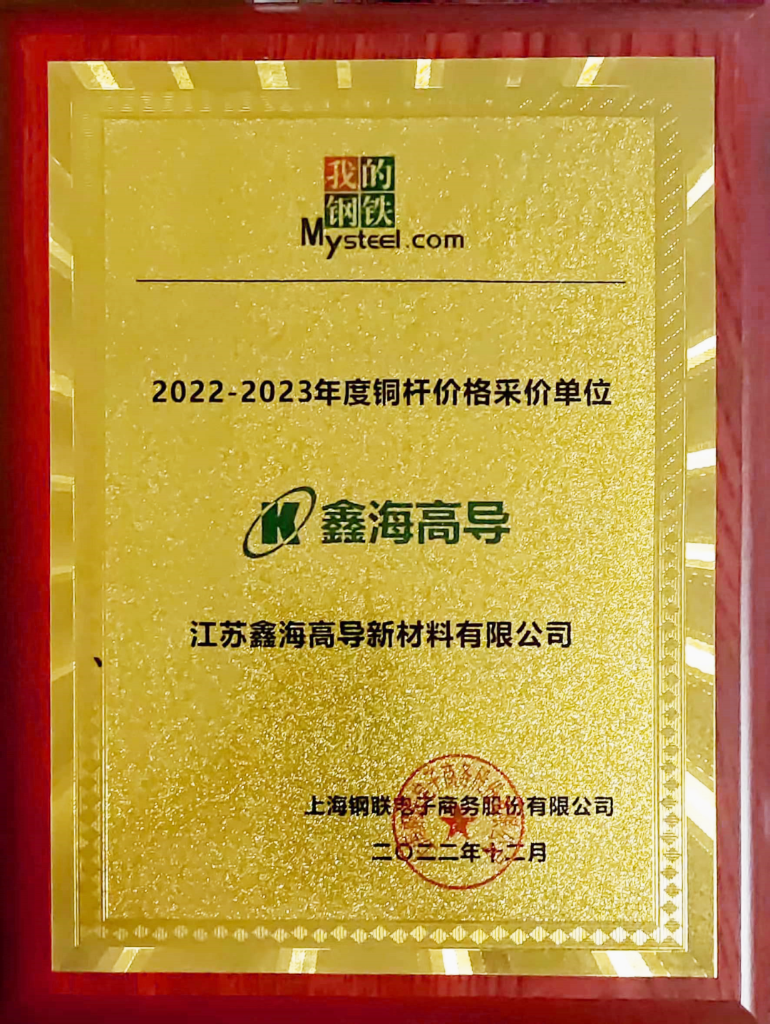 我的
钢铁
Mysteel.com
2022-2023年度铜杆价格采价单位
鑫海高导
江苏鑫海高导新材料有限公司
上海钢联电子商务股份有限公司
二〇二二年十二月